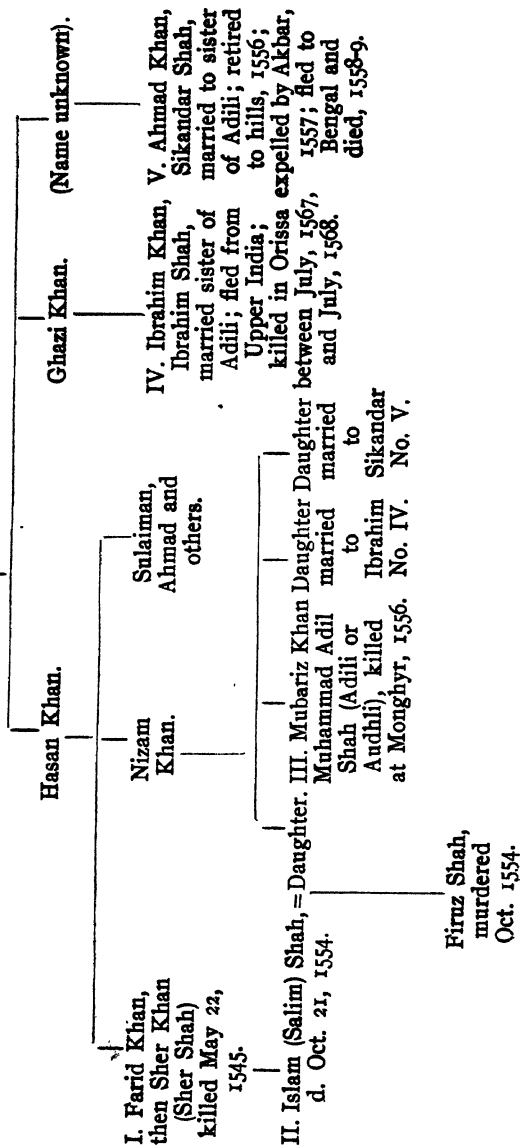 Hasan Khan.
Ghazi Khan.
(Name unknown).
I. Farid Khan,
then Sher Khan
(Sher Shah)
killed May 22,
1545.
Nizam
Khan.
Sulaiman,
Ahmad and
others.
IV. Ibrahim Khan,
Ibrahim Shah,
married sister of
Adili; fled from
Upper India;
killed in Orissa
between July, 1567,
and July, 1568.
V. Ahmad Khan,
Sikandar Shah,
married to sister
of Adili; retired
to hills, 1556;
expelled by Akbar,
1557; fled to
Bengal and
died, 1558-9.
II. Islam (Salim) Shah,
d. Oct. 21, 1554.
=Daughter.
III. Mubariz Khan
Muhammad Adil
Shah (Adili or
Audhli), killed
at Monghyr, 1556.
Daughter
married
to
Ibrahim
No. IV.
Daughter
married
to
Sikandar
No. V.
Firuz Shah,
murdered
Oct. 1554.